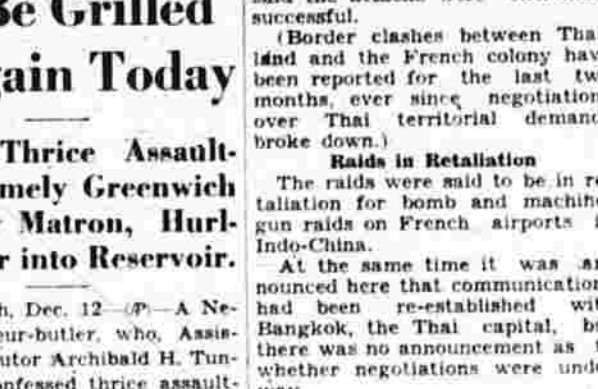 Be Grilled
ain Today
Thrice Assault-
mely Greenwich
Matron, Hurl-
r into Reservoir.
h, Dec. 12—(P)—A Ne-
eur-butler, who, Assis-
utor Archibald H. Tun-
onfessed thrice assault-
successful.
(Border clashes between Thai
land and the French colony hav
been reported for the last tw
months, ever since negotiation
over Thai territorial demand
broke down.)
Raids in Retaliation
The raids were said to be in re
taliation for bomb and machine
gun raids on French airports i
Indo-China.
At the same time it was an
nounced here that communication
had been re-established wit
Bangkok, the Thai capital, bu
there was no announcement as t
whether negotiations were unde